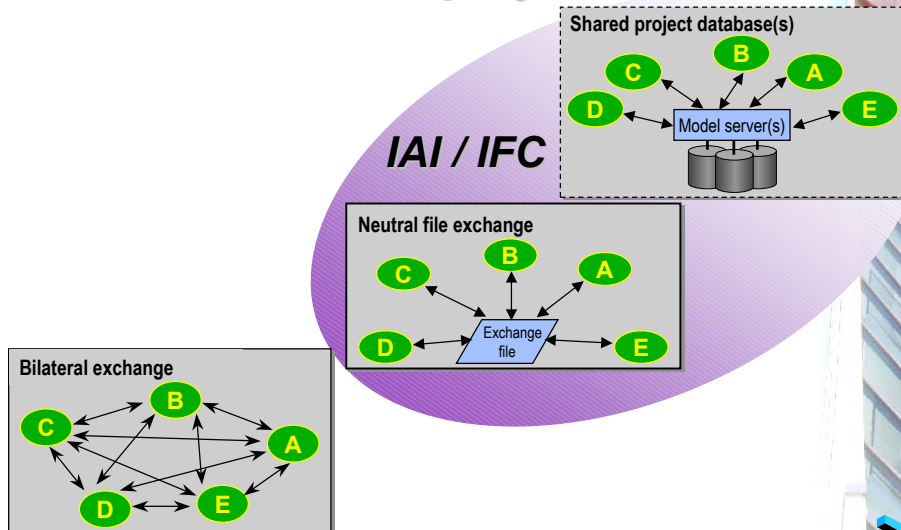 Shared project database(s)
B
C
A
D
E
Model server(s)
IAI / IFC
Neutral file exchange
B
C
A
Exchange
file
D
E
Bilateral exchange
B
C
A
D
E